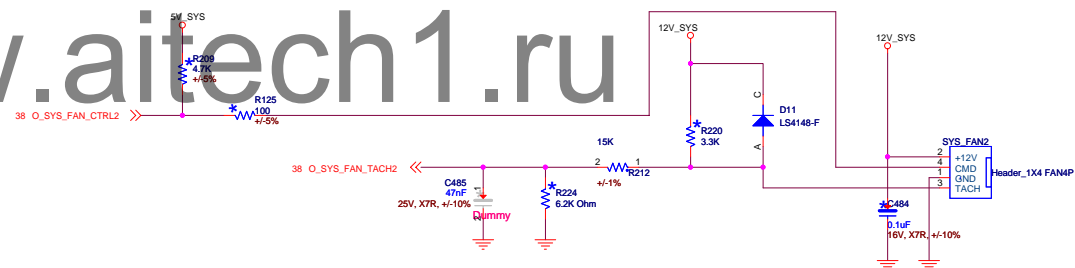 5V_SYS
w.aitech1.ru
R209
4.7K
+/-5%
38 O_SYS_FAN_CTRL2
R125
100
+/-5%
12V_SYS
12V_SYS
C
D11
LS4148-F
A
R220
3.3K
15K
2
1
+/-1%
R212
38 O_SYS_FAN_TACH2
C485
47nF
25V, X7R, +/-10%
1
2
Dummy
R224
6.2K Ohm
SYS_FAN2
2 +12V
4 CMD
1 GND
3 TACH
Header_1X4 FAN4P
C484
0.1uF
16V, X7R, +/-10%